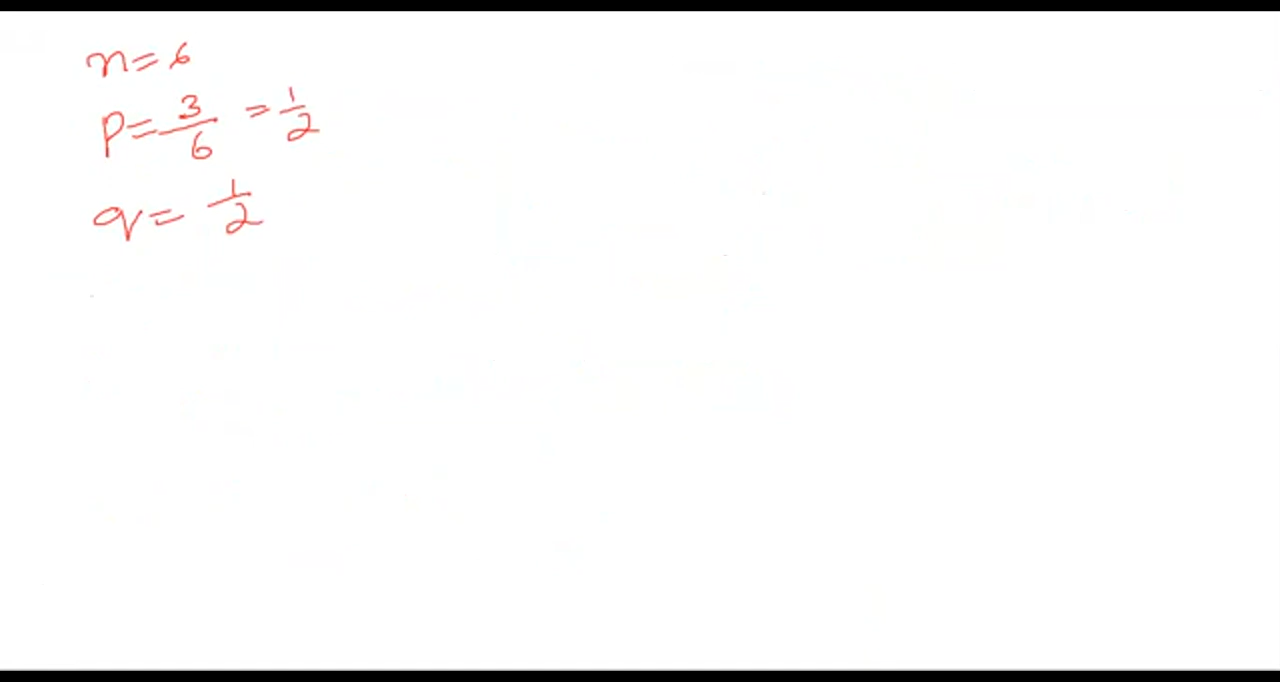 n = 6
p = 3/6 = 1/2
q = 1/2